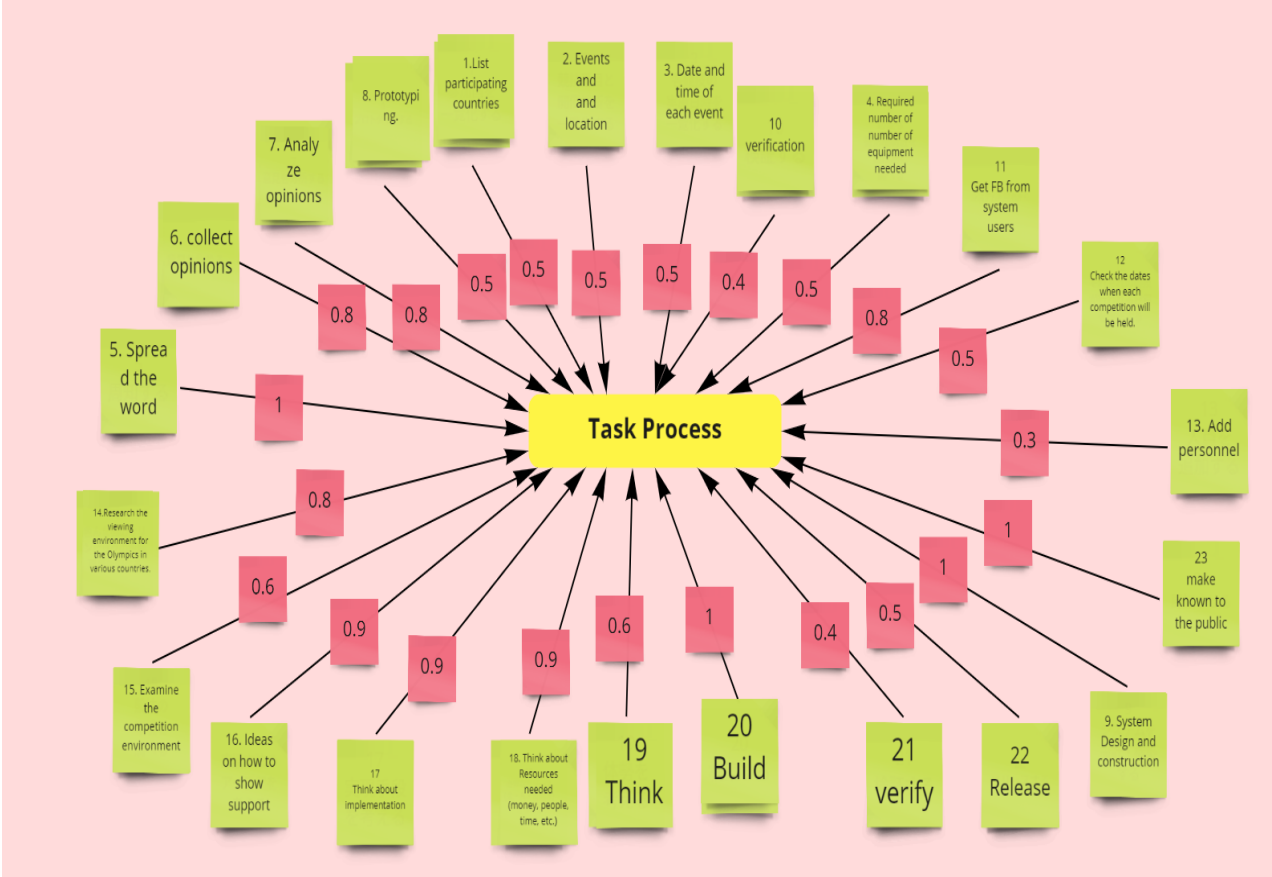 1.List
participating
countries
2. Events
and
and
location
3. Date and
time of
each event
8. Prototypi
ng.
10
verification
4. Required
number of
number of
equipment
needed
7. Analy
ze
opinions
11
Get FB from
system
users
6. collect
opinions
12
Check the dates
when each
competition will
be held.
0.5
0.5
0.5
0.5
0.4
0.5
0.8
0.8
0.8
0.5
5. Sprea
d the
word
1
Task Process
0.3
13. Add
personnel
14.Research the
viewing
environment for
the Olympics in
various countries.
0.8
1
23
make
known to
the public
0.6
0.9
0.9
0.9
0.6
1
0.4
0.5
1
15. Examine
the
competition
environment
16. Ideas
on how to
show
support
17
Think about
implementation
18. Think about
Resources
needed
(money, people,
time, etc.)
19
Think
20
Build
21
verify
22
Release
9. System
Design and
construction